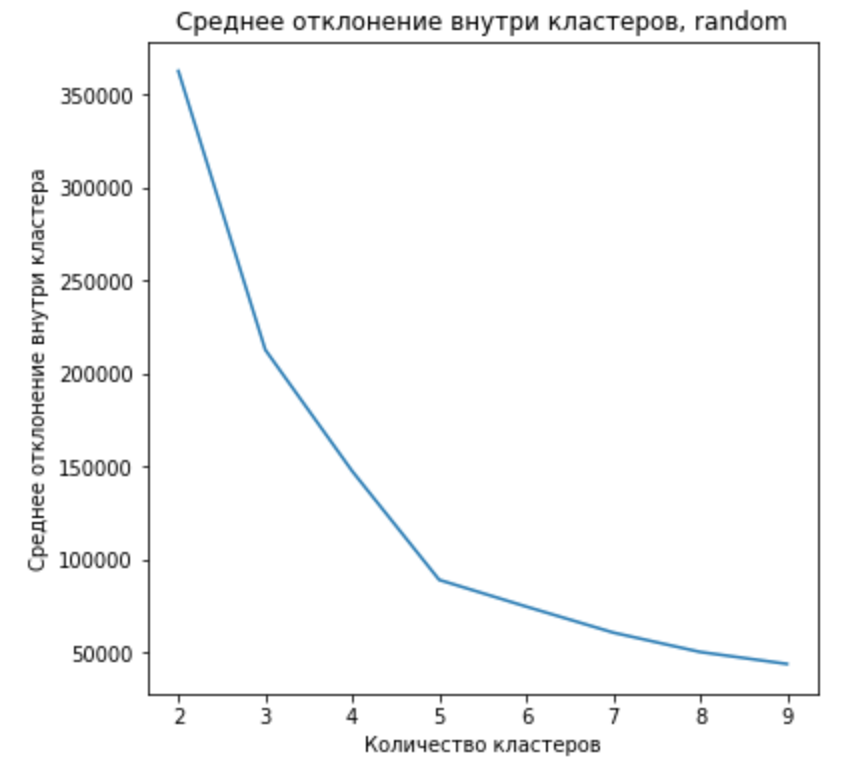 Среднее отклонение внутри кластеров, random
Среднее отклонение внутри кластера
350000
300000
250000
200000
150000
100000
50000
2 3 4 5 6 7 8 9
Количество кластеров